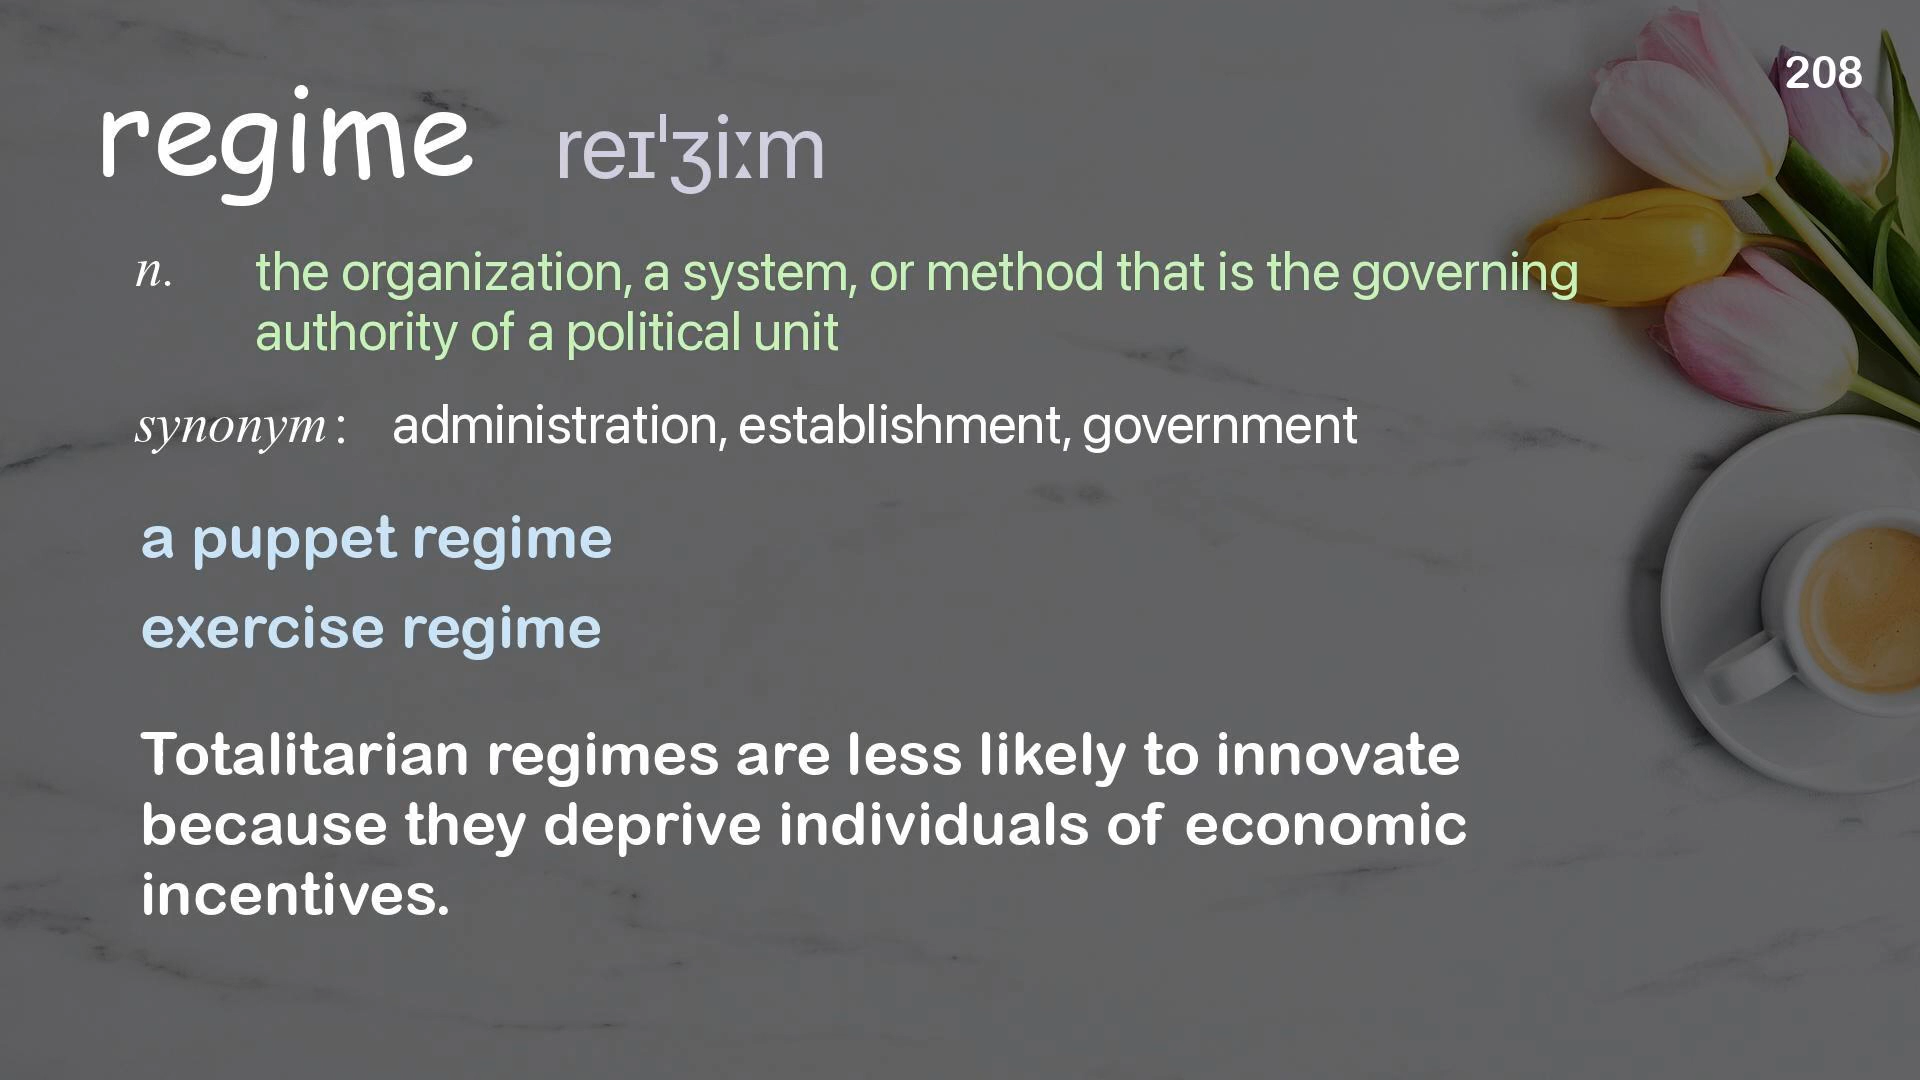 208
regime reɪˈʒiːm
n. the organization, a system, or method that is the governing
authority of a political unit
synonym : administration, establishment, government
a puppet regime
exercise regime
Totalitarian regimes are less likely to innovate
because they deprive individuals of economic
incentives.